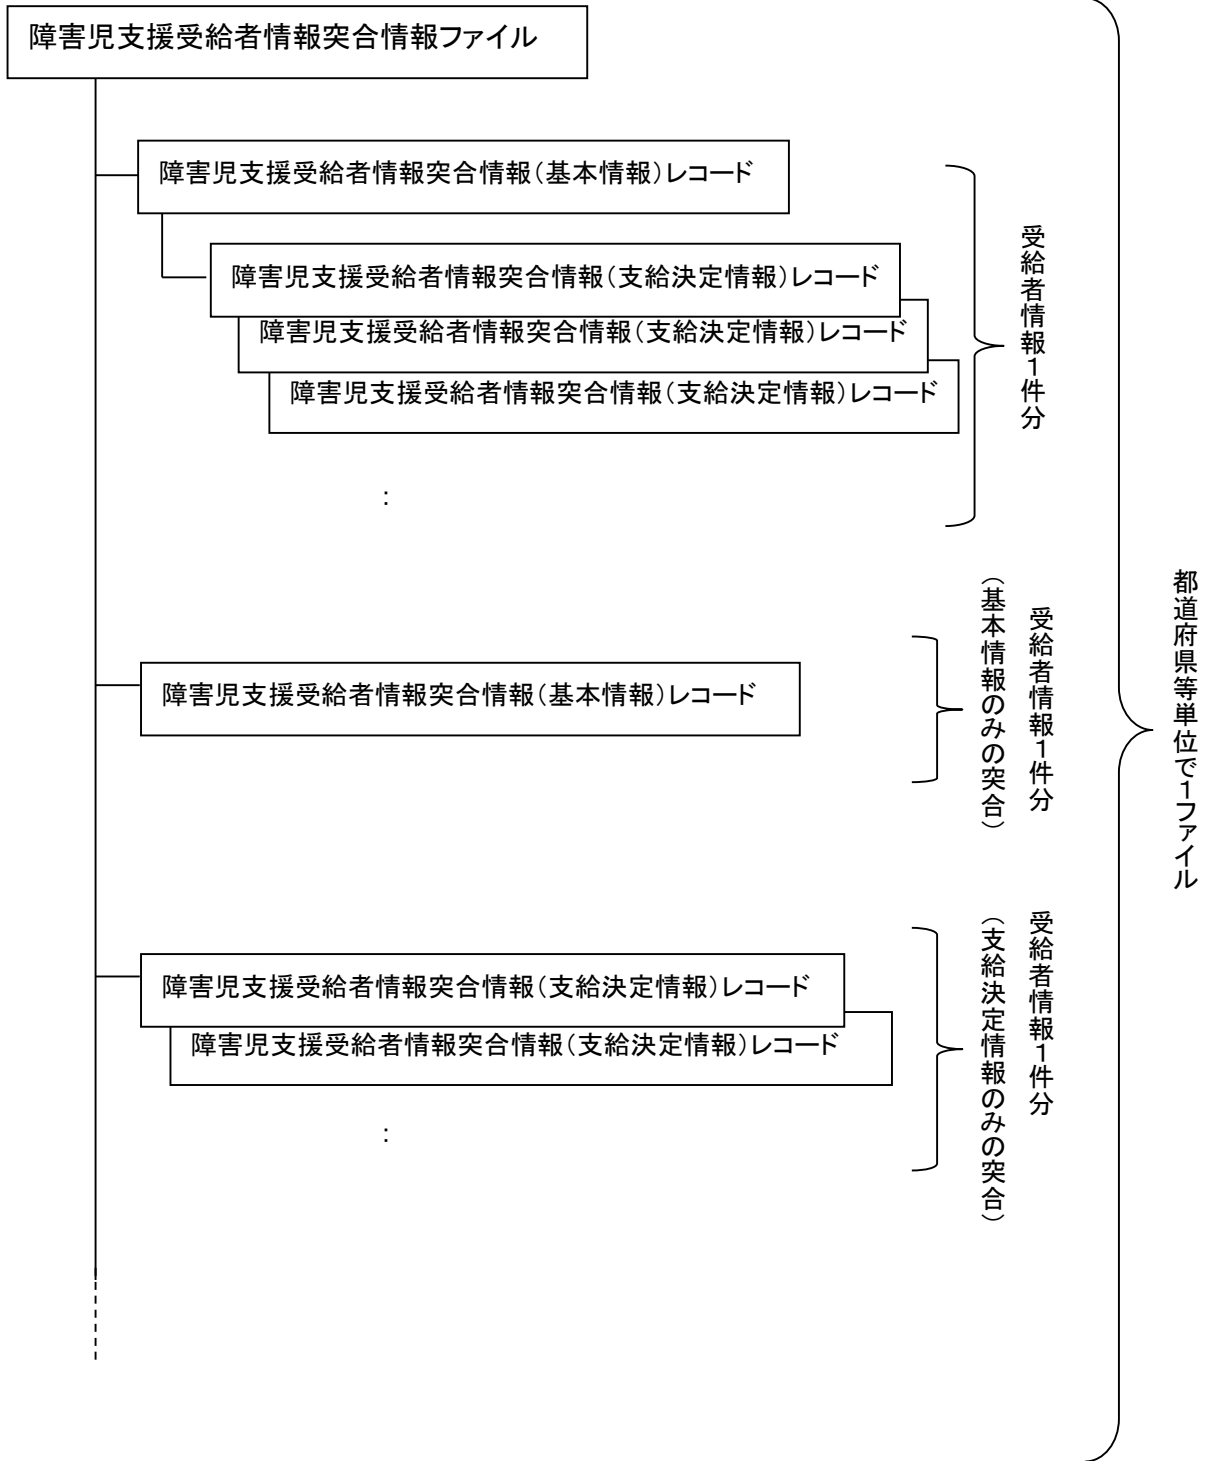 障害児支援受給者情報突合情報ファイル
障害児支援受給者情報突合情報（基本情報）レコード
障害児支援受給者情報突合情報（支給決定情報）レコード
障害児支援受給者情報突合情報（支給決定情報）レコード
障害児支援受給者情報突合情報（支給決定情報）レコード
：
受給者情報１件分
障害児支援受給者情報突合情報（基本情報）レコード
受給者情報１件分
（基本情報のみの突合）
障害児支援受給者情報突合情報（支給決定情報）レコード
障害児支援受給者情報突合情報（支給決定情報）レコード
：
受給者情報１件分
（支給決定情報のみの突合）
都道府県等単位で１ファイル